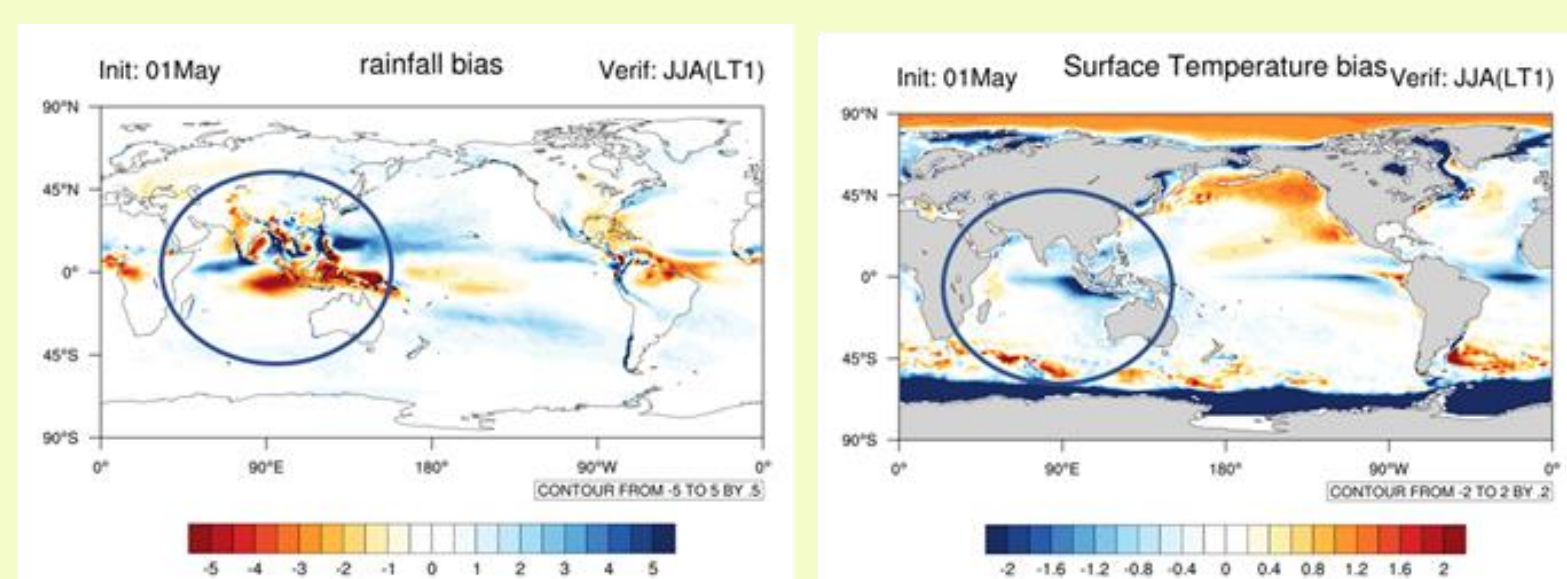 Init: 01May rainfall bias Verif: JJA(LT1)
90°N
45°N
0°
45°S
90°S
0° 90°E 180° 90°W 0°
CONTOUR FROM -5 TO 5 BY .5
-5 -4 -3 -2 -1 0 1 2 3 4 5
Init: 01May Surface Temperature bias Verif: JJA(LT1)
90°N
45°N
0°
45°S
90°S
0° 90°E 180° 90°W 0°
CONTOUR FROM -2 TO 2 BY .2
-2 -1.6 -1.2 -0.8 -0.4 0 0.4 0.8 1.2 1.6 2